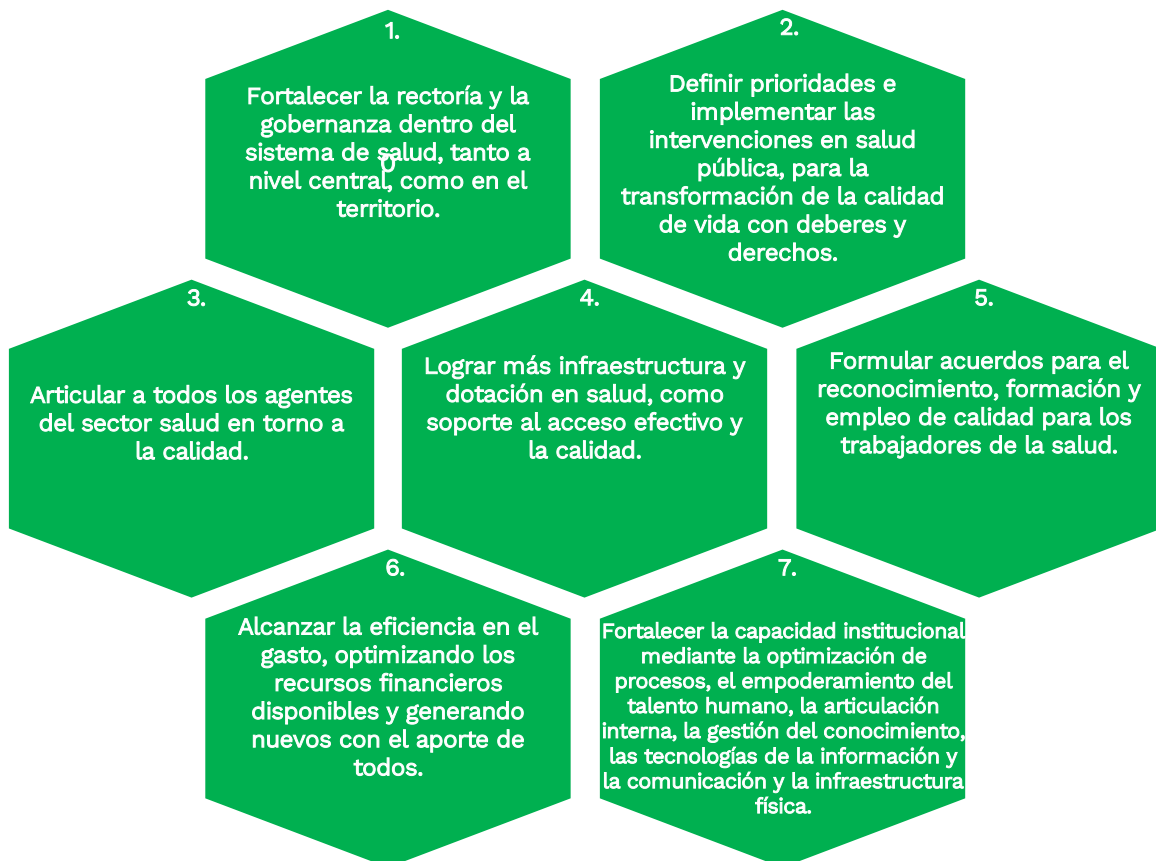 1.
Fortalecer la rectoría y la
gobernanza dentro del
sistema de salud, tanto a
0
nivel central, como en el
territorio.
2.
Definir prioridades e
implementar las
intervenciones en salud
pública, para la
transformación de la calidad
de vida con deberes y
derechos.
3.
Articular a todos los agentes
del sector salud en torno a
la calidad.
4.
Lograr más infraestructura y
dotación en salud, como
soporte al acceso efectivo y
la calidad.
5.
Formular acuerdos para el
reconocimiento, formación y
empleo de calidad para los
trabajadores de la salud.
6.
Alcanzar la eficiencia en el
gasto, optimizando los
recursos financieros
disponibles y generando
nuevos con el aporte de
todos.
7.
Fortalecer la capacidad institucional
mediante la optimización de
procesos, el empoderamiento del
talento humano, la articulación
interna, la gestión del conocimiento,
las tecnologías de la información y
la comunicación y la infraestructura
física.